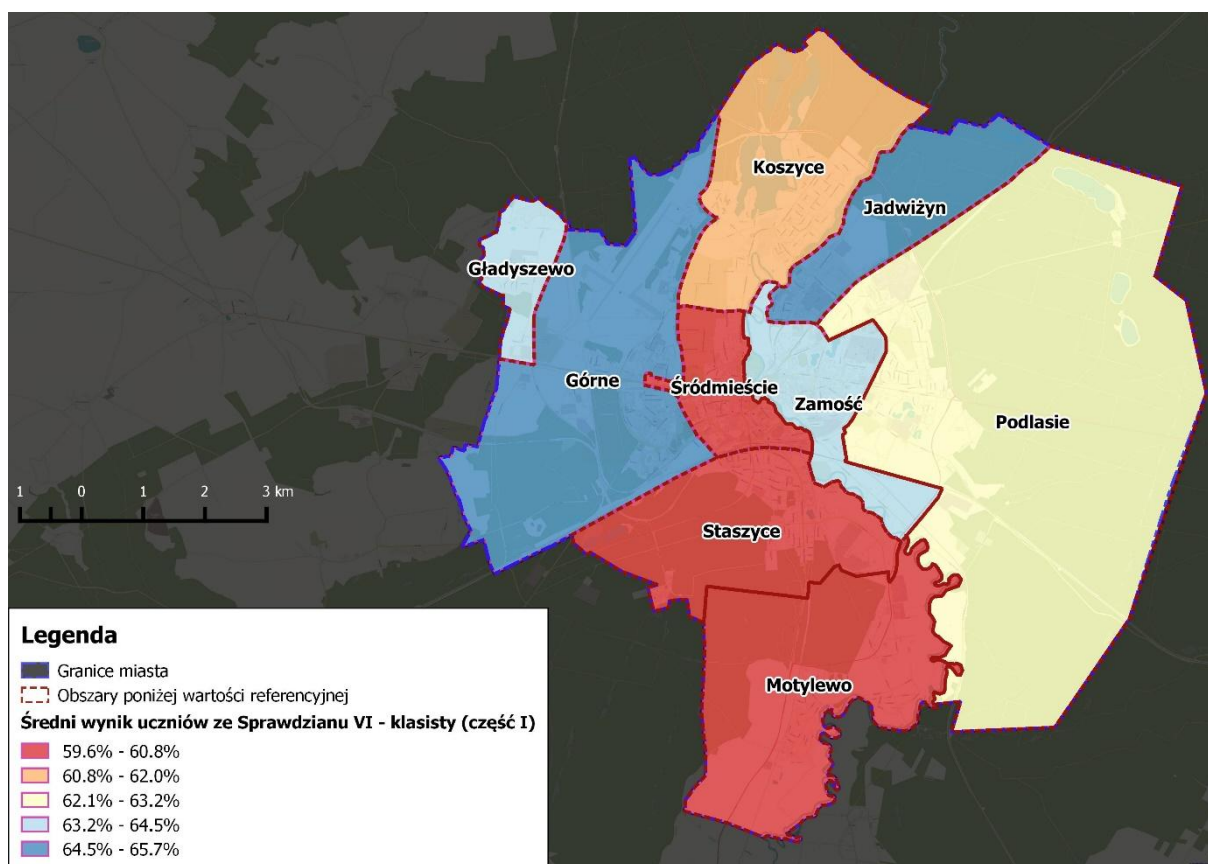 Koszyce
Jadwiżyn
Gładyszewo
Górne
Śródmieście
Zamość
Podlasie
1 0 1 2 3 km
Staszyce
Motylewo
Legenda
Granice miasta
Obszary poniżej wartości referencyjnej
Średni wynik uczniów ze Sprawdzianu VI - klasisty (część I)
59.6% - 60.8%
60.8% - 62.0%
62.1% - 63.2%
63.2% - 64.5%
64.5% - 65.7%